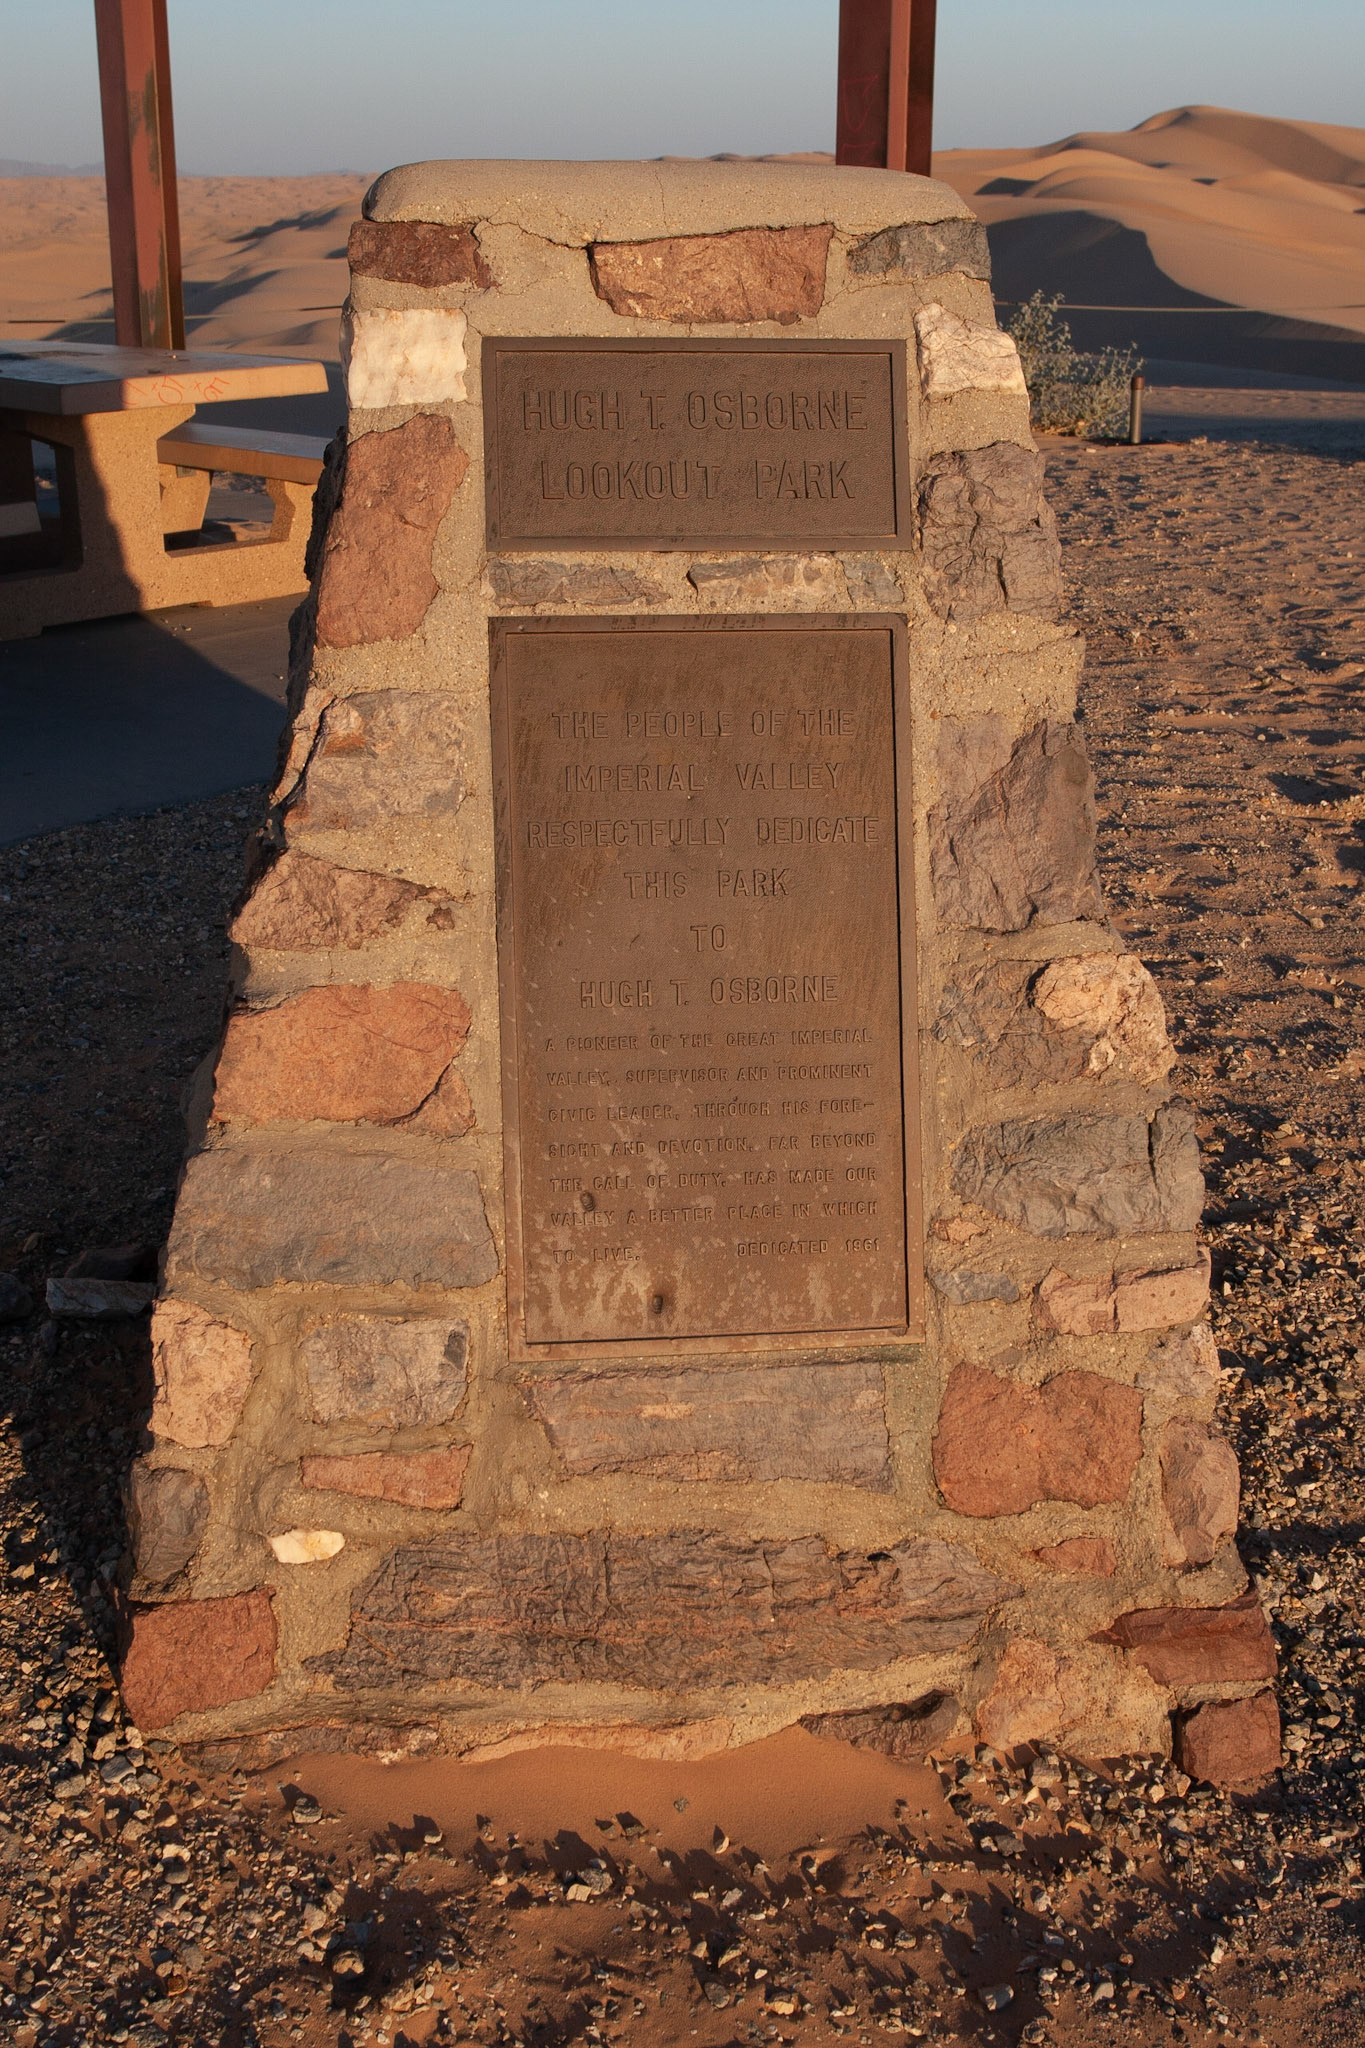 HUGH T. OSBORNE
LOOKOUT PARK
THE PEOPLE OF THE
IMPERIAL VALLEY
RESPECTFULLY DEDICATE
THIS PARK
TO
HUGH T. OSBORNE
A PIONEER OF THE GREAT IMPERIAL
VALLEY, SUPERVISOR AND PROMINENT
CIVIC LEADER, THROUGH HIS FORE-
SIGHT AND DEVOTION, FAR BEYOND
THE CALL OF DUTY, HAS MADE OUR
VALLEY A BETTER PLACE IN WHICH
TO LIVE. DEDICATED 1961